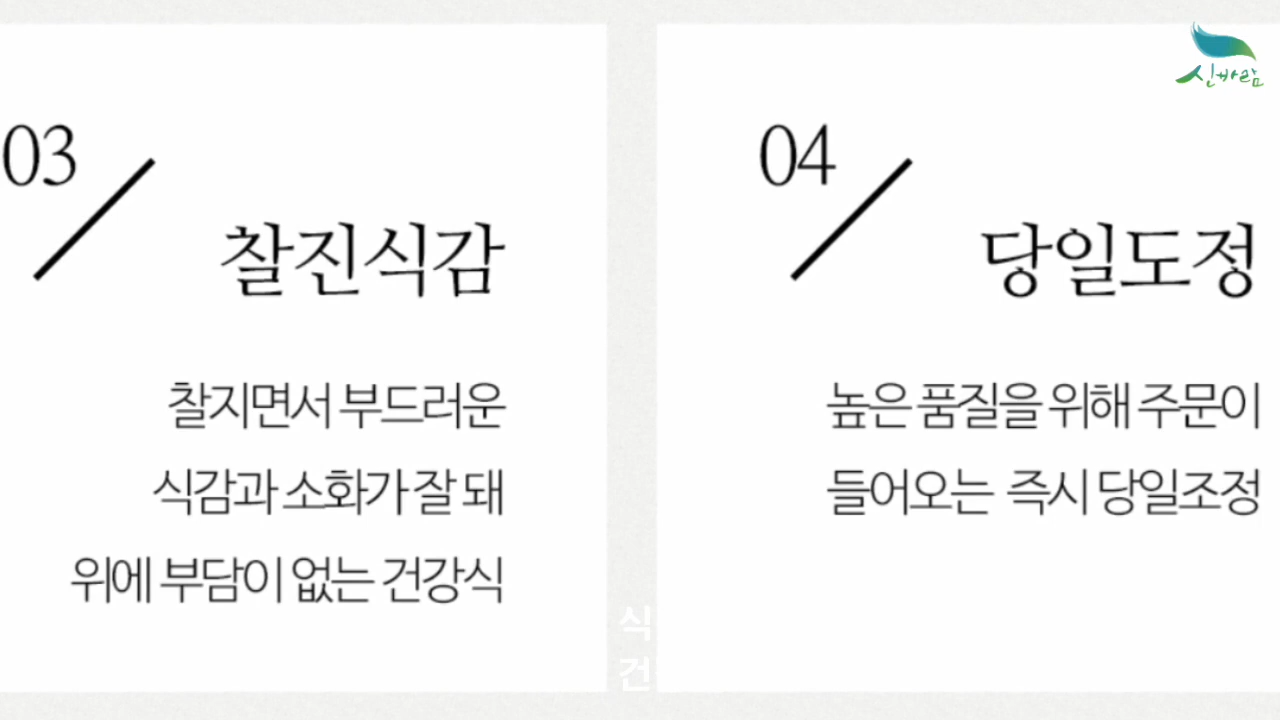 신바람
03
찰진식감
찰지면서 부드러운
식감과 소화가 잘 돼
위에 부담이 없는 건강식
04
당일도정
높은 품질을 위해 주문이
들어오는 즉시 당일조정
식
건